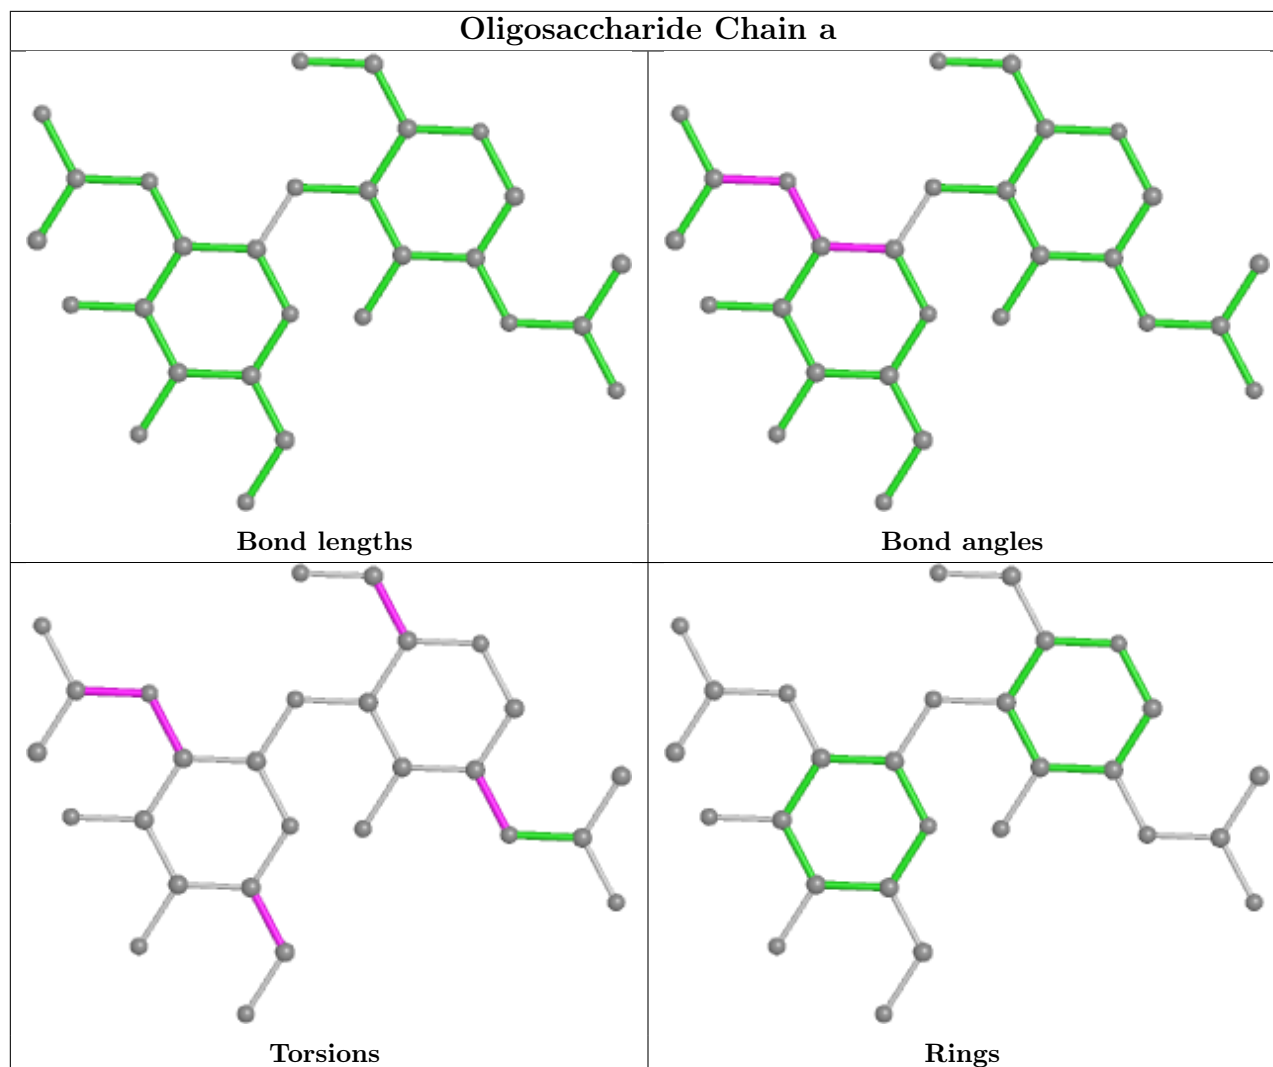 Oligosaccharide Chain a
Bond lengths
Bond angles
Torsions
Rings